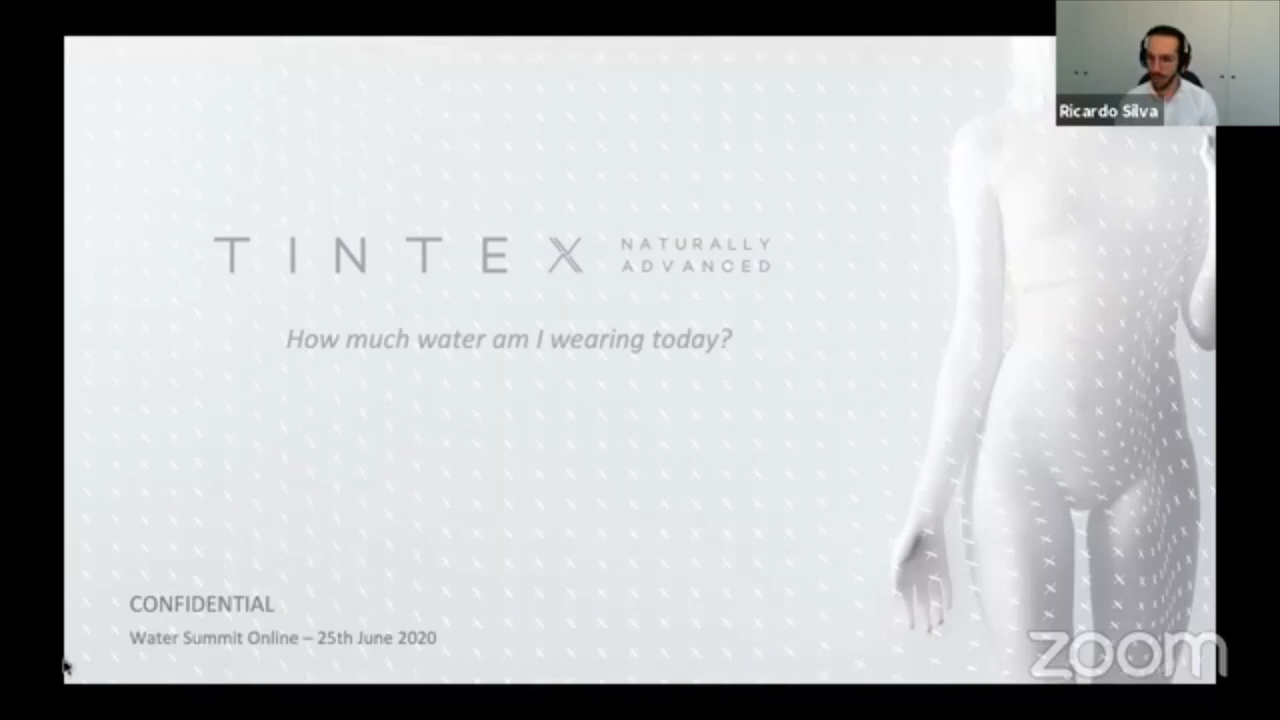 Ricardo Silva
TINTEX NATURALLY
ADVANCED
How much water am I wearing today?
CONFIDENTIAL
Water Summit Online – 25th June 2020
zoom